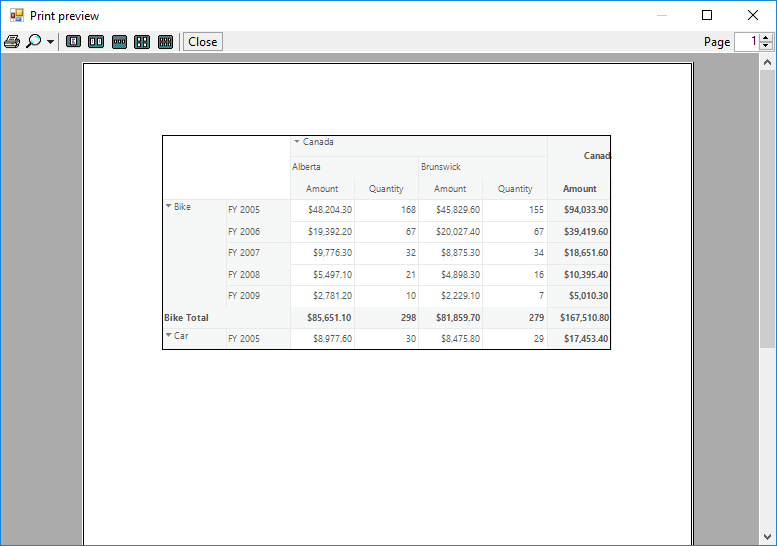 Print preview
Close Page 1
Canada
Canad
Alberta Brunswick
Amount Quantity Amount Quantity Amount
Bike FY 2005 $48,204.30 168 $45,829.60 155 $94,033.90
FY 2006 $19,392.20 67 $20,027.40 67 $39,419.60
FY 2007 $9,776.30 32 $8,875.30 34 $18,651.60
FY 2008 $5,497.10 21 $4,898.30 16 $10,395.40
FY 2009 $2,781.20 10 $2,229.10 7 $5,010.30
Bike Total $85,651.10 298 $81,859.70 279 $167,510.80
Car FY 2005 $8,977.60 30 $8,475.80 29 $17,453.40